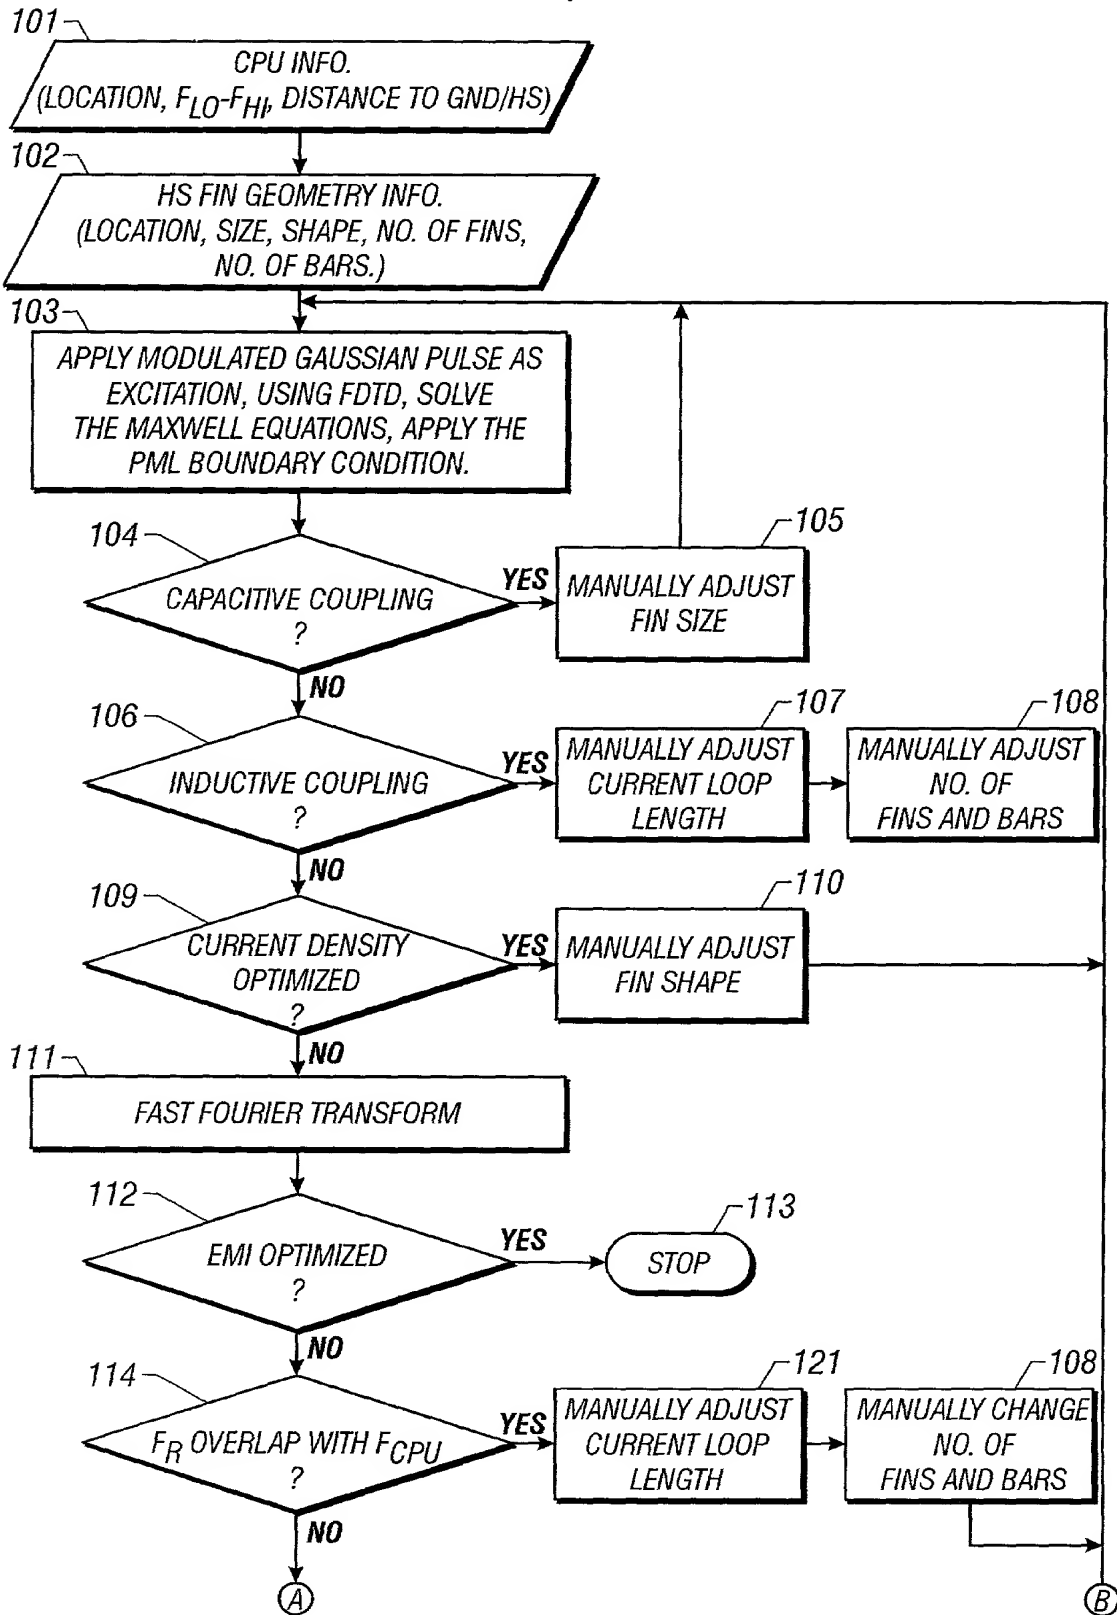 101
CPU INFO.
(LOCATION, FLO-FHI, DISTANCE TO GND/HS)
102
HS FIN GEOMETRY INFO.
(LOCATION, SIZE, SHAPE, NO. OF FINS,
NO. OF BARS.)
103
APPLY MODULATED GAUSSIAN PULSE AS
EXCITATION, USING FDTD, SOLVE
THE MAXWELL EQUATIONS, APPLY THE
PML BOUNDARY CONDITION.
104
CAPACITIVE COUPLING
?
YES
105
MANUALLY ADJUST
FIN SIZE
NO
106
INDUCTIVE COUPLING
?
YES
107
MANUALLY ADJUST
CURRENT LOOP
LENGTH
108
MANUALLY ADJUST
NO. OF
FINS AND BARS
NO
109
CURRENT DENSITY
OPTIMIZED
?
YES
110
MANUALLY ADJUST
FIN SHAPE
NO
111
FAST FOURIER TRANSFORM
112
EMI OPTIMIZED
?
YES
113
STOP
NO
114
FR OVERLAP WITH FCPU
?
YES
121
MANUALLY ADJUST
CURRENT LOOP
LENGTH
108
MANUALLY CHANGE
NO. OF
FINS AND BARS
NO
A
B